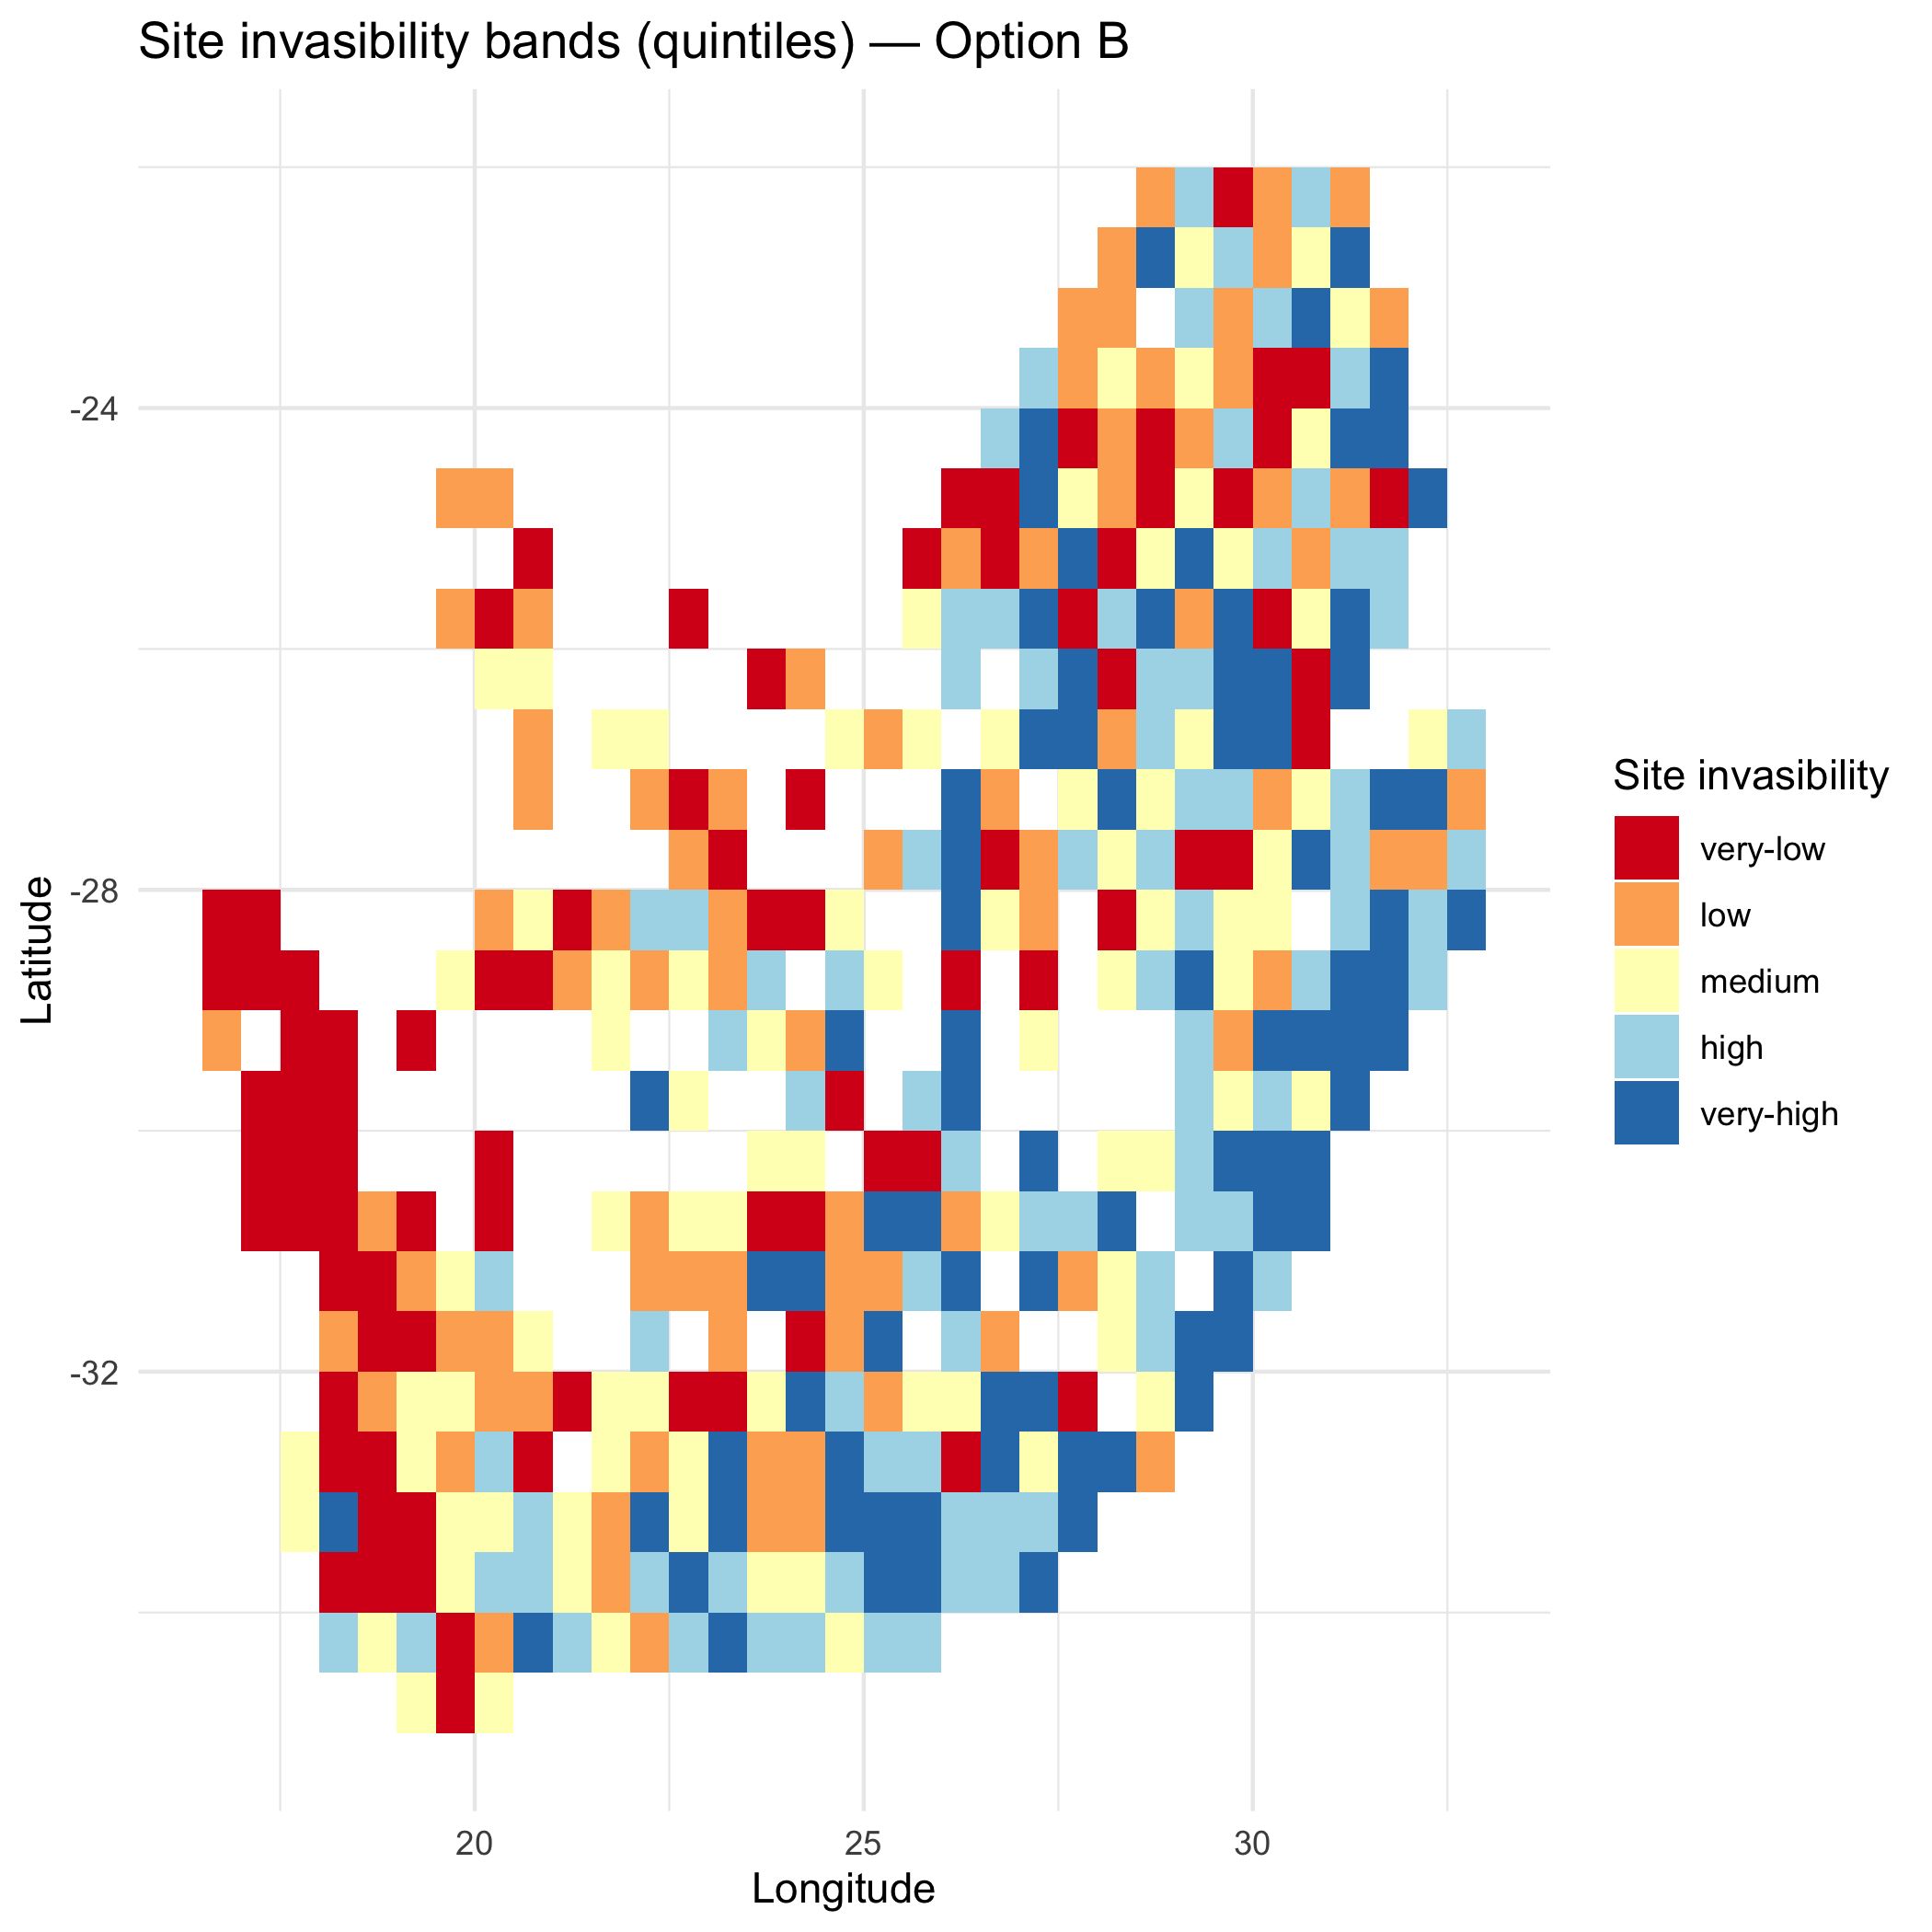 Site invasibility bands (quintiles) — Option B
-24
-28
-32
Latitude
20
25
30
Longitude
Site invasibility
very-low
low
medium
high
very-high